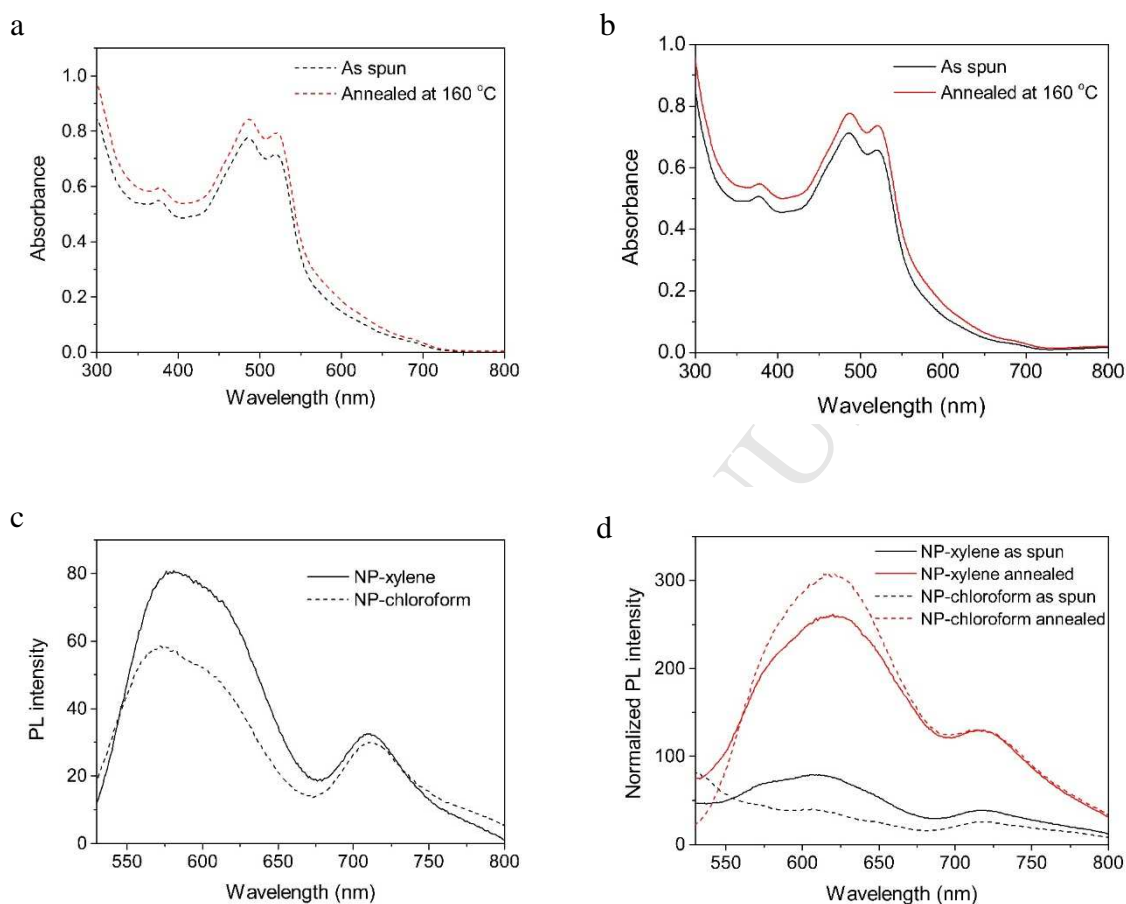 a
As spun
Annealed at 160 °C
1.0
0.8
0.6
0.4
0.2
0.0
Absorbance
300 400 500 600 700 800
Wavelength (nm)
b
As spun
Annealed at 160 °C
1.0
0.8
0.6
0.4
0.2
0.0
Absorbance
300 400 500 600 700 800
Wavelength (nm)
c
NP-xylene
NP-chloroform
80
60
40
20
0
PL intensity
550 600 650 700 750 800
Wavelength (nm)
d
NP-xylene as spun
NP-xylene annealed
NP-chloroform as spun
NP-chloroform annealed
300
250
200
150
100
50
0
Normalized PL intensity
550 600 650 700 750 800
Wavelength (nm)